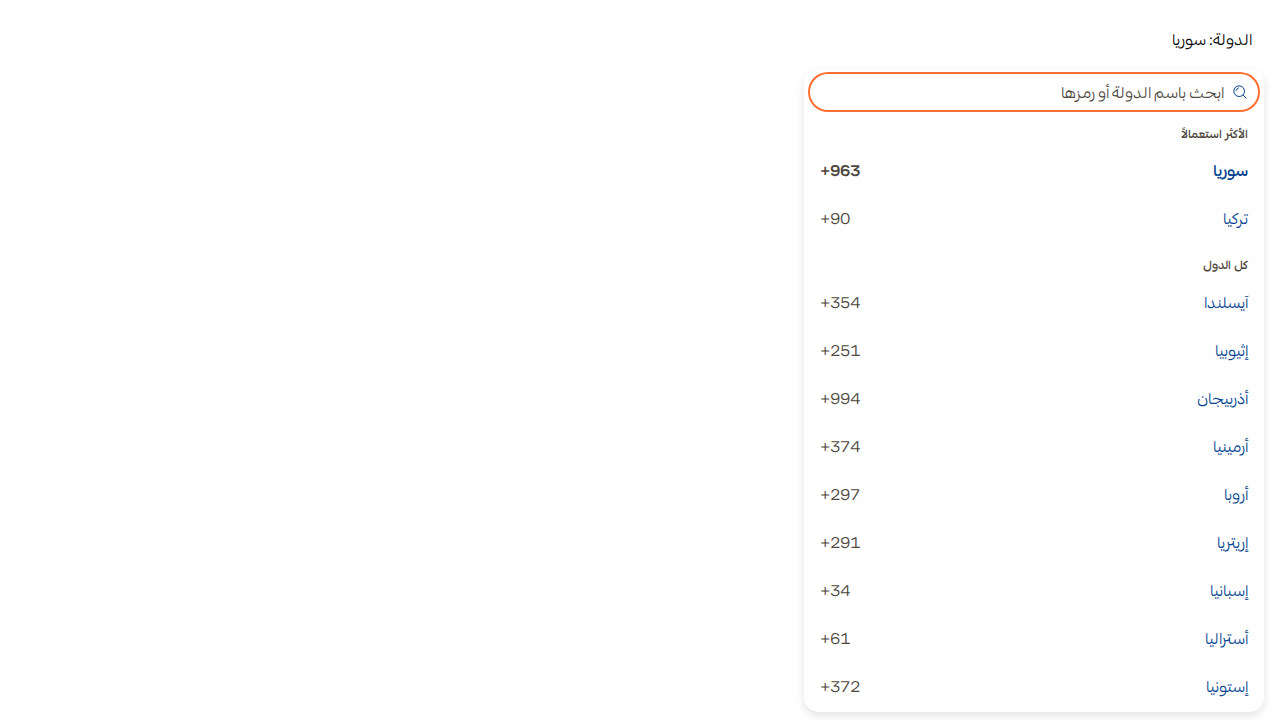 الدولة: سوريا
ابحث باسم الدولة أو رمزها
الأكثر استعمالاً
سوريا +963
تركيا +90
كل الدول
آيسلندا +354
إثيوبيا +251
أذربيجان +994
أرمينيا +374
أروبا +297
إريتريا +291
إسبانيا +34
أستراليا +61
إستونيا +372